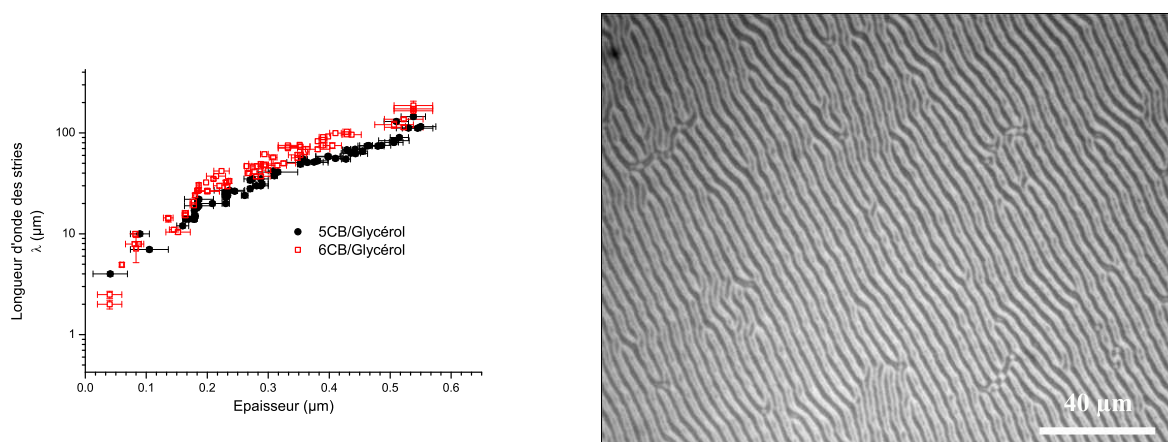 Longueur d'onde des stries
λ (µm)
100
10
1
5CB/Glycérol
6CB/Glycérol
0.0 0.1 0.2 0.3 0.4 0.5 0.6
Epaisseur (µm)
40 µm